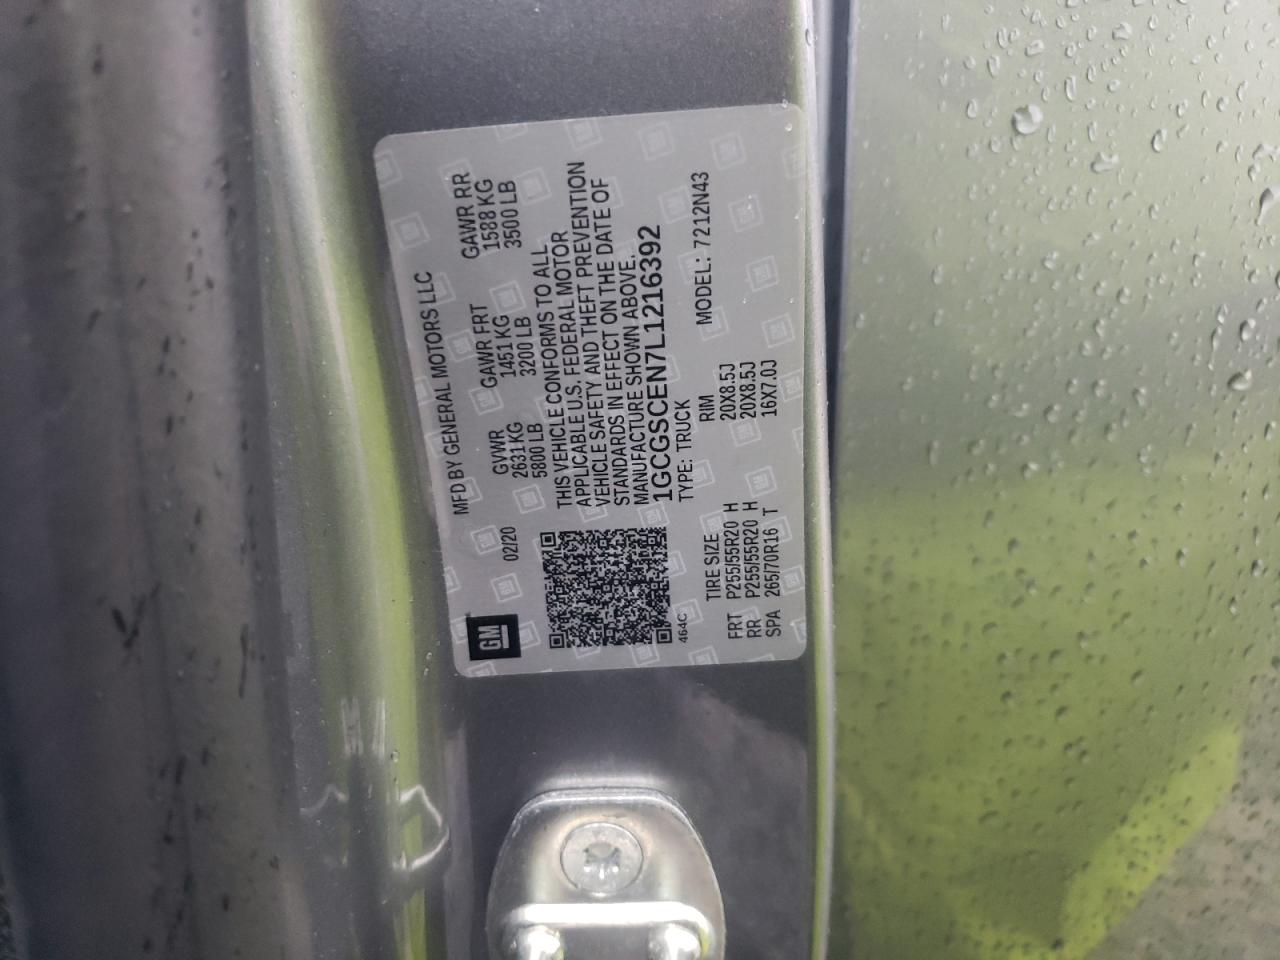 MFD BY GENERAL MOTORS LLC
02/20
GVWR GAWR FRT GAWR RR
2631 KG 1451 KG 1588 KG
5800 LB 3200 LB 3500 LB
THIS VEHICLE CONFORMS TO ALL
APPLICABLE U.S. FEDERAL MOTOR
VEHICLE SAFETY AND THEFT PREVENTION
STANDARDS IN EFFECT ON THE DATE OF
MANUFACTURE SHOWN ABOVE.
1GCGSCEN7L1216392
TYPE: TRUCK MODEL: 7212N43
GM
464C
TIRE SIZE RIM
FRT P255/55R20 H 20X8.5J
RR P255/55R20 H 20X8.5J
SPA 265/70R16 T 16X7.0J